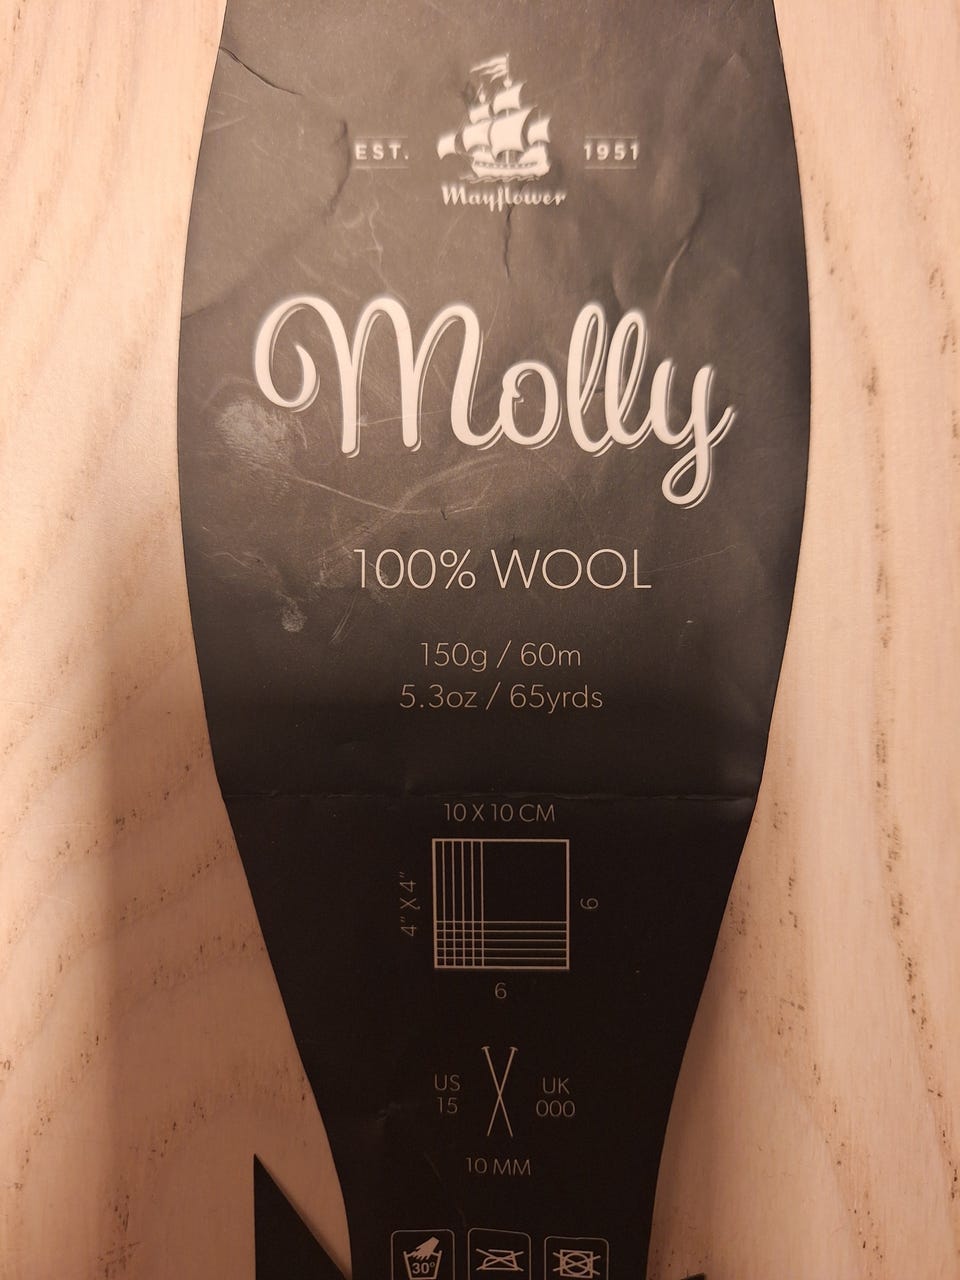 EST. 1951
Mayflower
Molly
100% WOOL
150g / 60m
5.3oz / 65yrds
10 X 10 CM
4" X 4"
6
6
US 15
UK 000
10 MM
30°